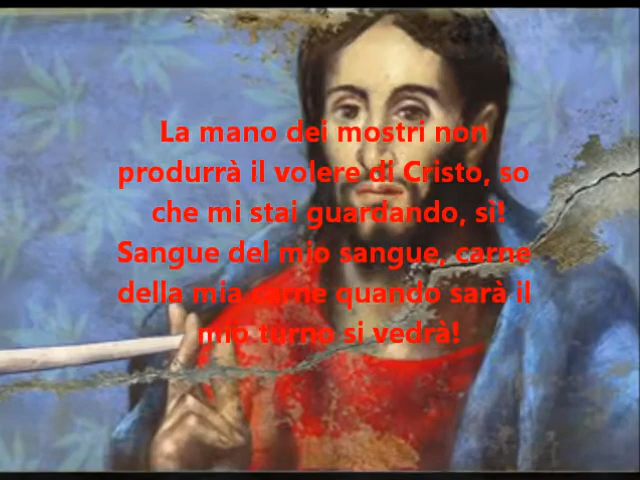 La mano dei mostri non
produrrà il volere di Cristo, so
che mi stai guardando, sì!
Sangue del mio sangue, carne
della mia carne quando sarà il
mio turno si vedrà!